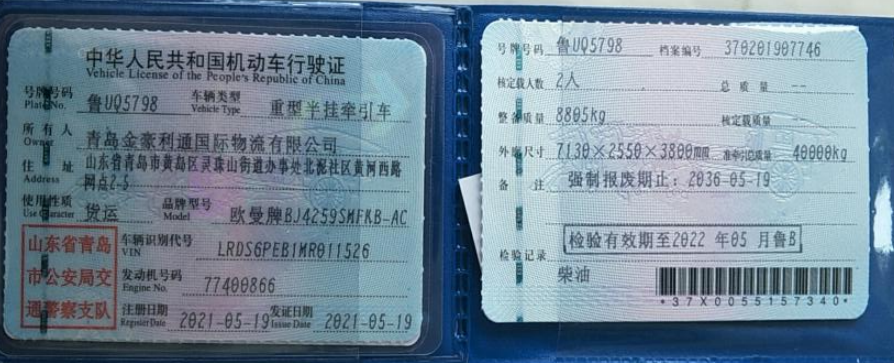 中华人民共和国机动车行驶证
Vehicle License of the People's Republic of China
号牌号码 鲁UQ5798 车辆类型 重型半挂牵引车
Plate No. Vehicle Type
所有人 青岛金豪利通国际物流有限公司
Owner
住址 山东省青岛市黄岛区灵珠山街道办事处北泥社区黄河西路
Address 网点2-5
使用性质 货运 品牌型号 欧曼牌BJ4259SMFKB-AC
Use Character Model
山东省青岛
市公安局交
通警察支队
车辆识别代号 LRDS6PEB1MR011526
VIN
发动机号码 77400866
Engine No.
注册日期 2021-05-19 发证日期 2021-05-19
Register Date Issue Date
号牌号码 鲁UQ5798 档案编号 370201907746
核定载人数 2人 总质量 --
整备质量 8805kg 核定载质量 --
外廓尺寸 7130×2550×3800mm 准牵引总质量 40000kg
备注 强制报废期止：2036-05-19
检验有效期至2022年05月鲁B
检验记录
柴油
*37X0055157340*